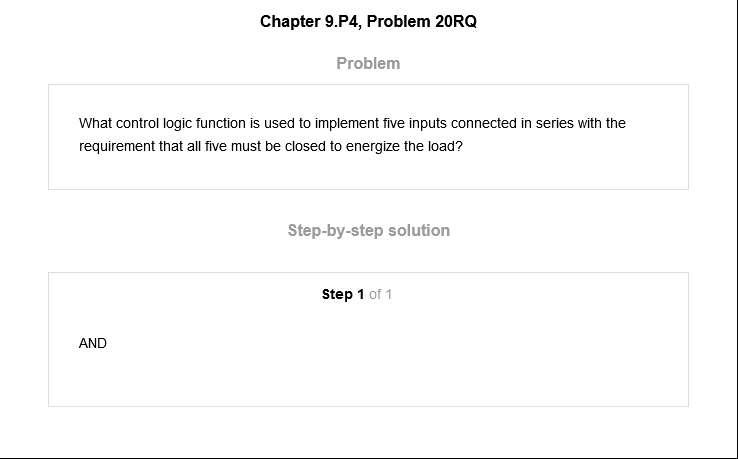 Chapter 9.P4, Problem 20RQ
Problem
What control logic function is used to implement five inputs connected in series with the
requirement that all five must be closed to energize the load?
Step-by-step solution
Step 1 of 1
AND